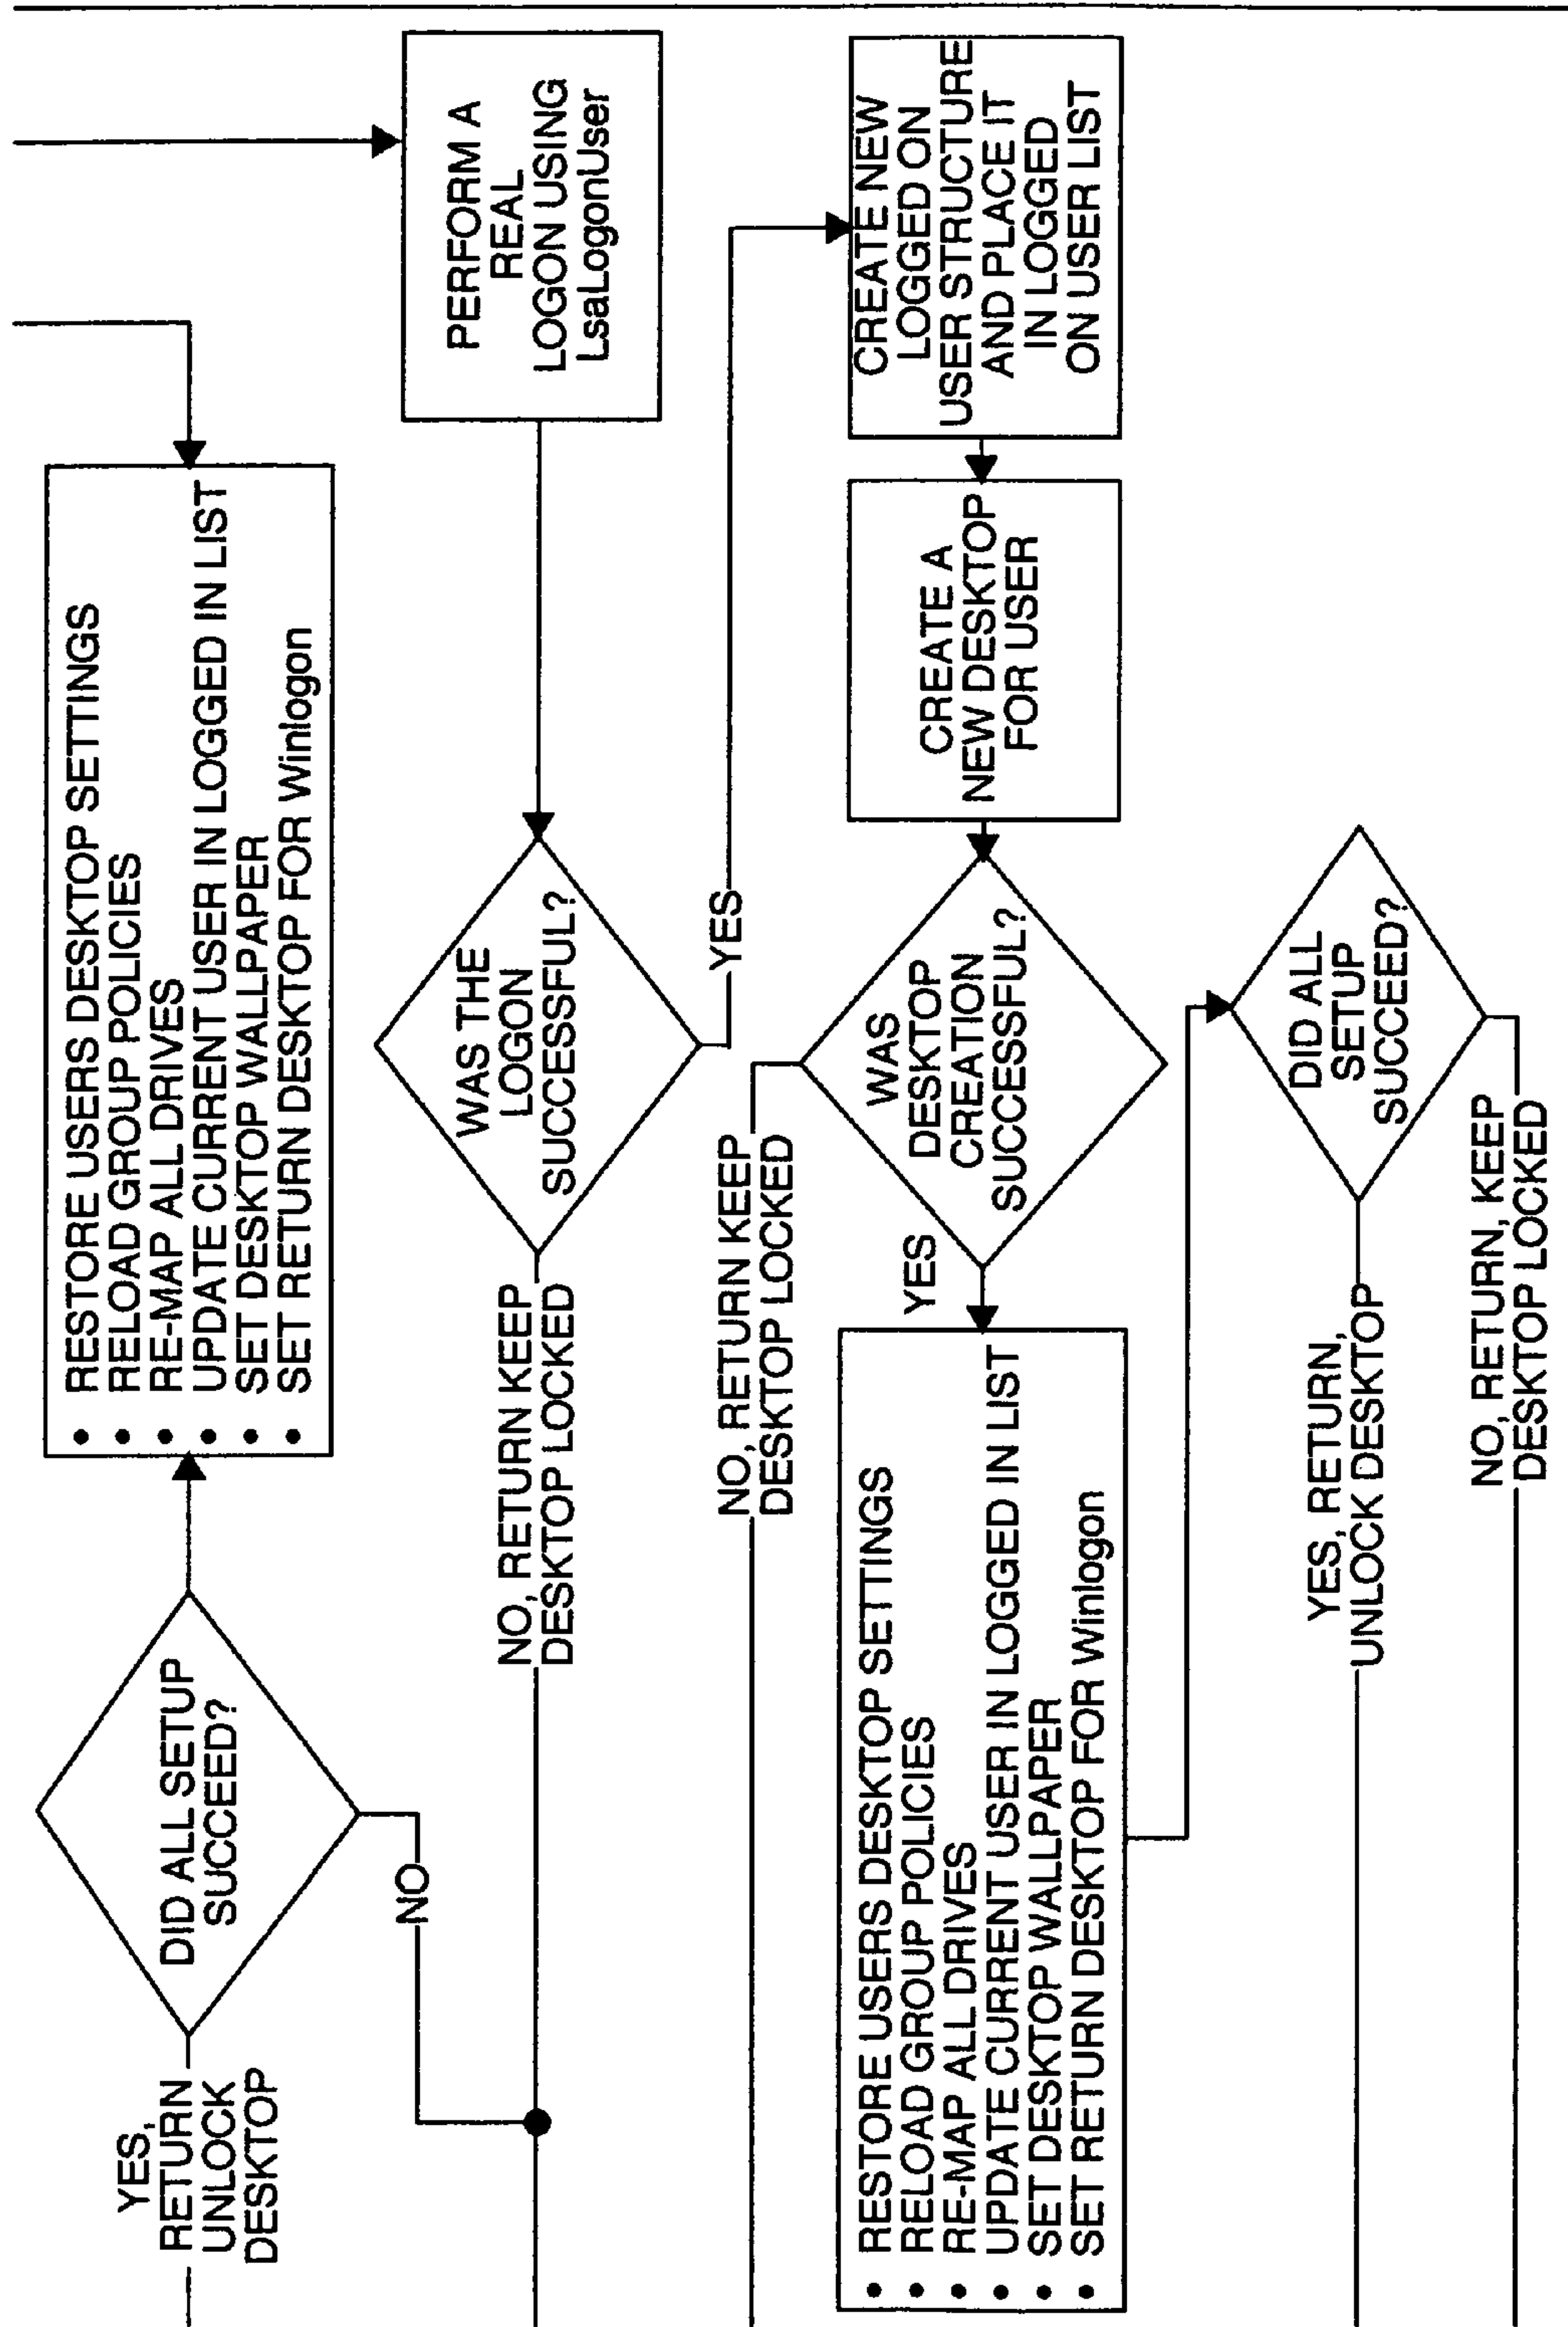 YES,
RETURN
UNLOCK
DESKTOP
DID ALL SETUP
SUCCEED?
NO
• RESTORE USERS DESKTOP SETTINGS
• RELOAD GROUP POLICIES
• RE-MAP ALL DRIVES
• UPDATE CURRENT USER IN LOGGED IN LIST
• SET DESKTOP WALLPAPER
• SET RETURN DESKTOP FOR Winlogon
PERFORM A
REAL
LOGON USING
LsaLogonUser
WAS THE
LOGON
SUCCESSFUL?
NO, RETURN KEEP
DESKTOP LOCKED
YES
CREATE NEW
LOGGED ON
USER STRUCTURE
AND PLACE IT
IN LOGGED
ON USER LIST
CREATE A
NEW DESKTOP
FOR USER
WAS
DESKTOP
CREATION
SUCCESSFUL?
NO, RETURN KEEP
DESKTOP LOCKED
YES
• RESTORE USERS DESKTOP SETTINGS
• RELOAD GROUP POLICIES
• RE-MAP ALL DRIVES
• UPDATE CURRENT USER IN LOGGED IN LIST
• SET DESKTOP WALLPAPER
• SET RETURN DESKTOP FOR Winlogon
DID ALL
SETUP
SUCCEED?
YES, RETURN,
UNLOCK DESKTOP
NO, RETURN, KEEP
DESKTOP LOCKED